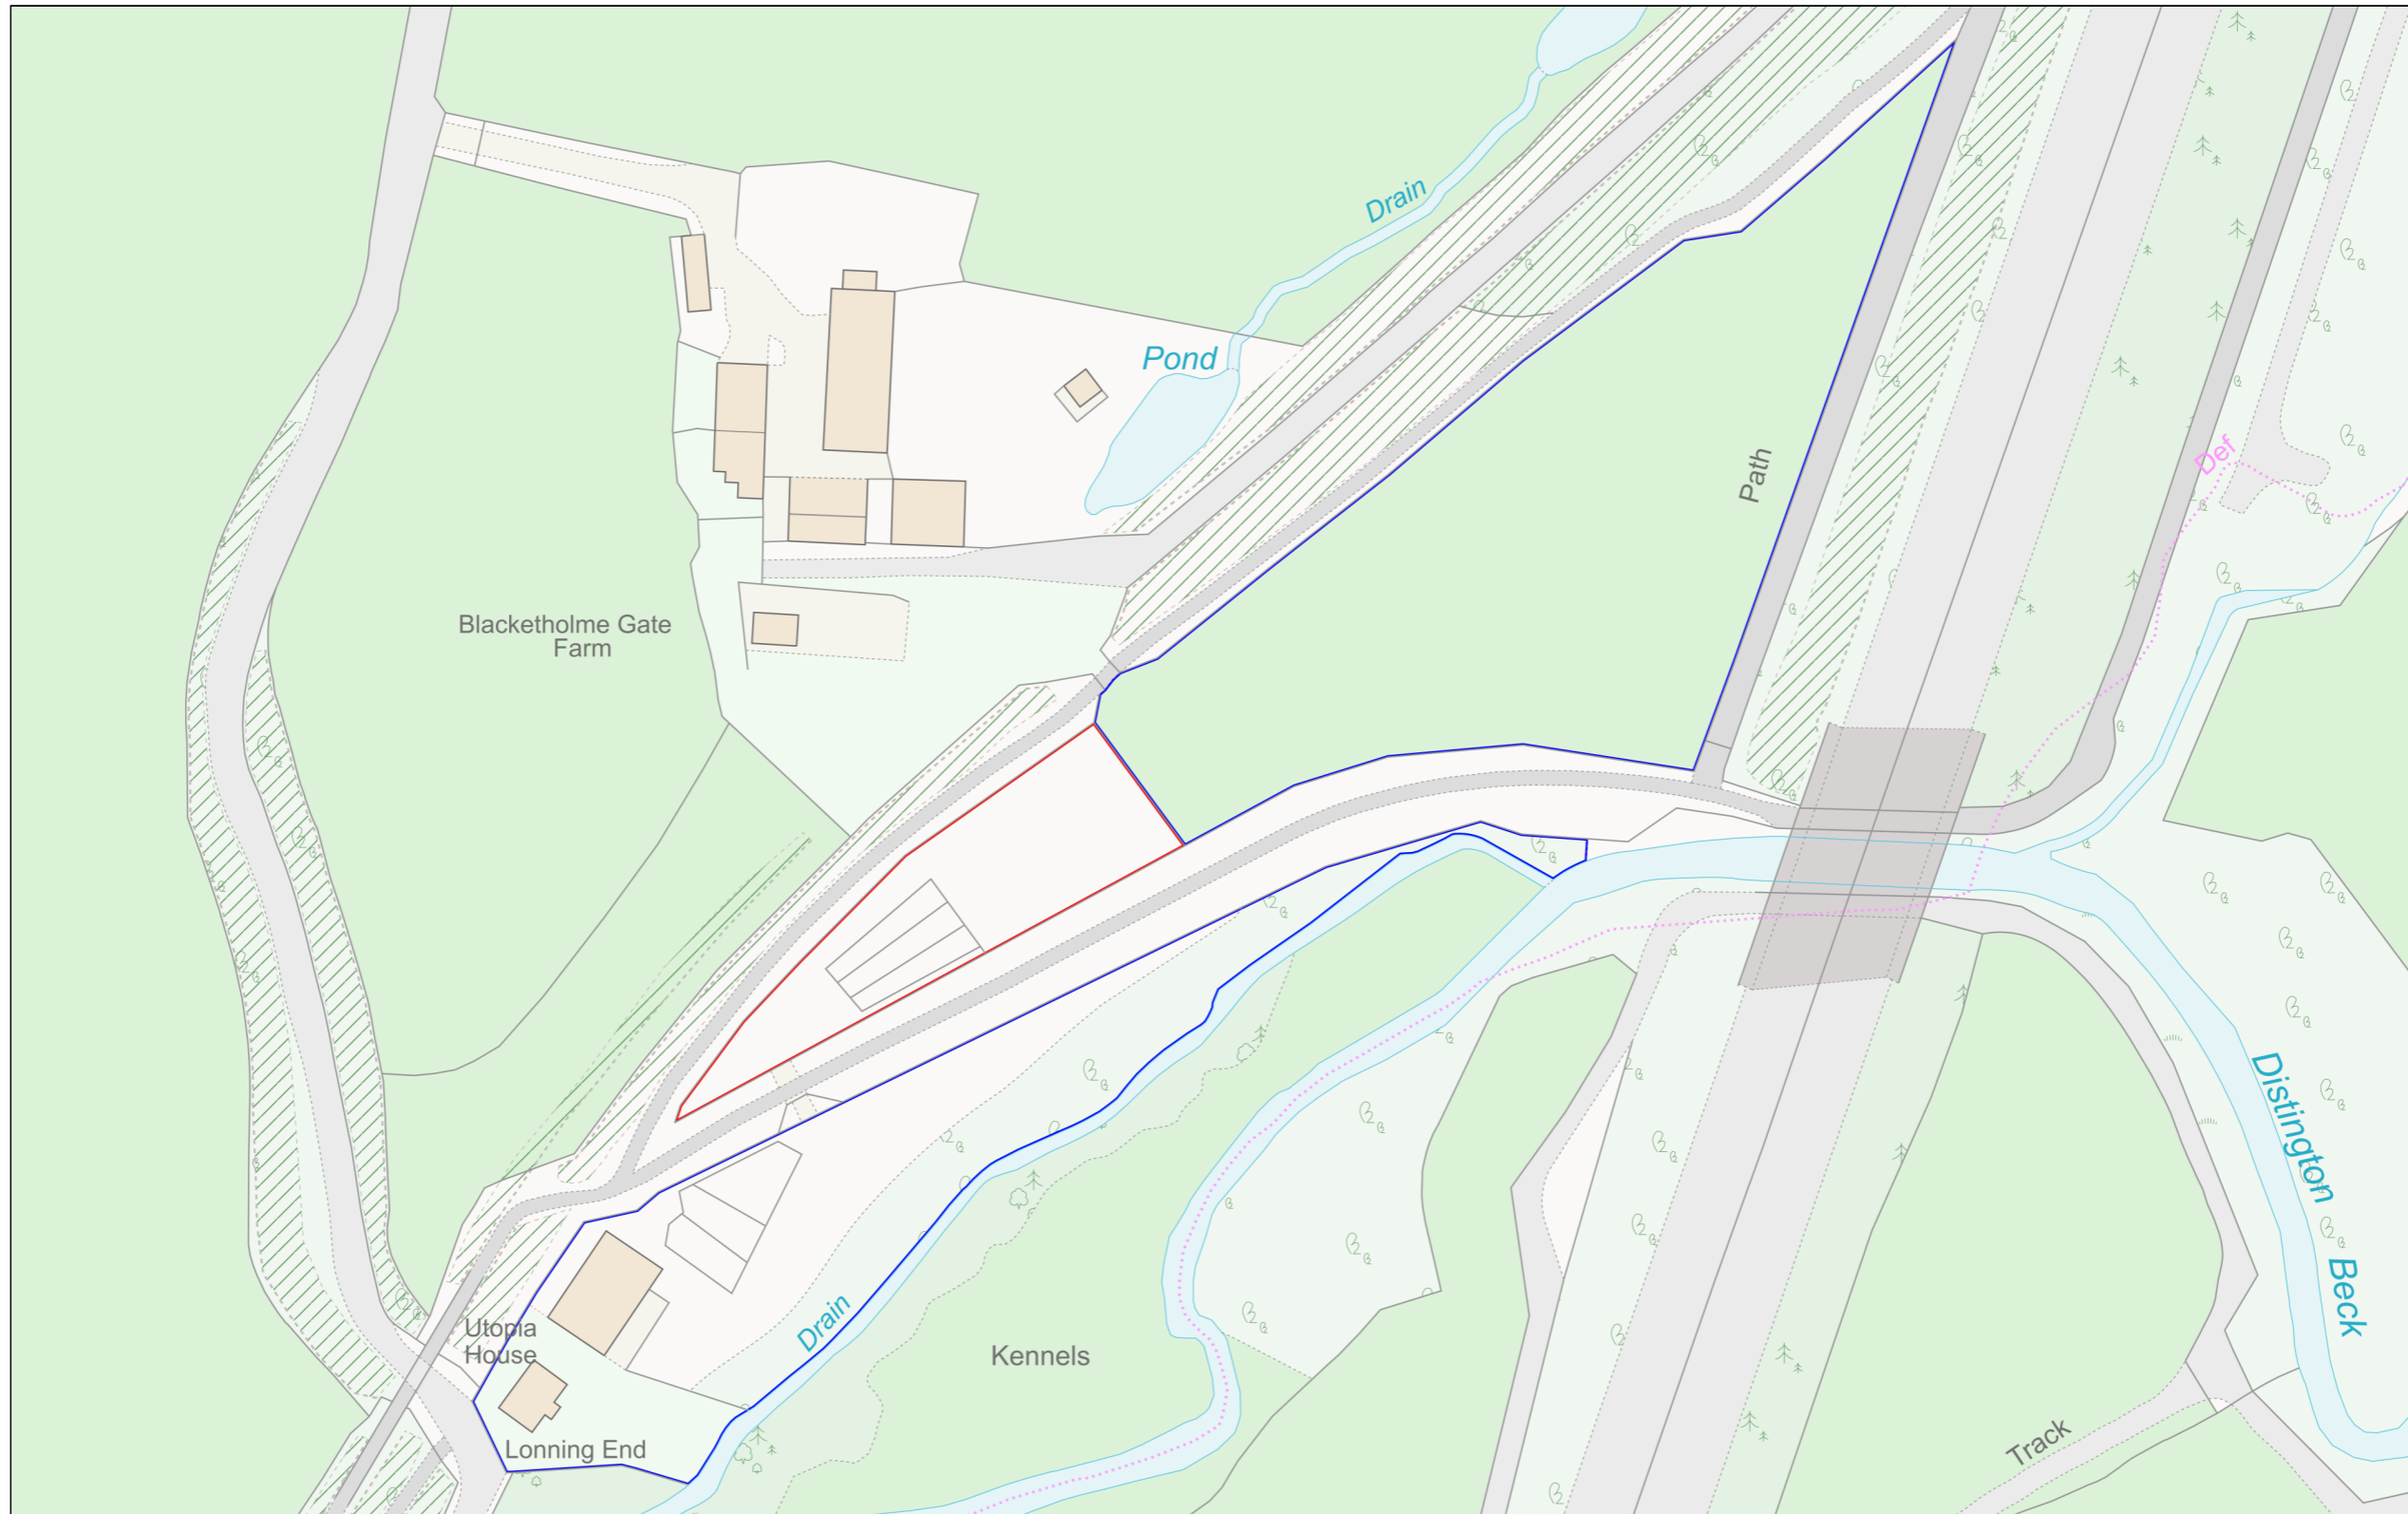 Drain
Pond
Def
Path
Blacketholme Gate
Farm
Distington
Beck
Utopia
House
Drain
Kennels
Lonning End
Track